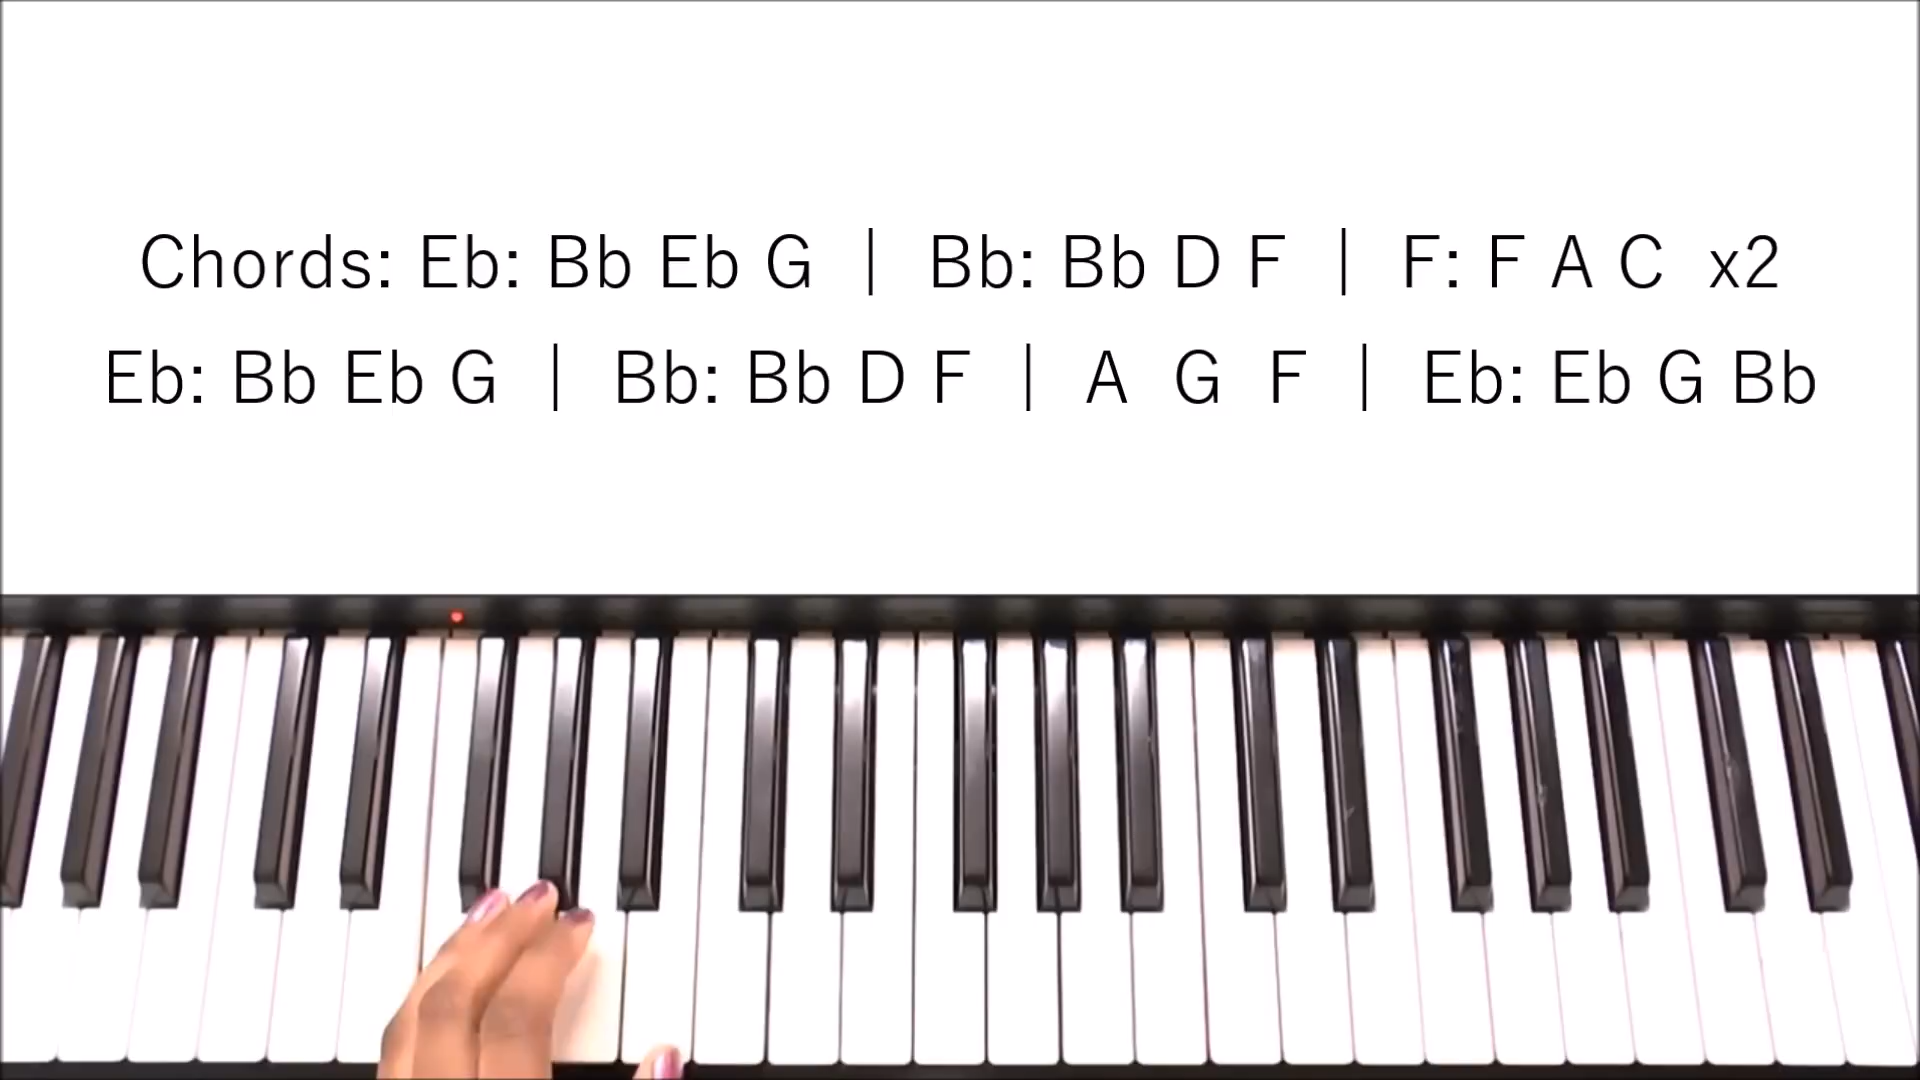 Chords: Eb: Bb Eb G | Bb: Bb D F | F: F A C x2
Eb: Bb Eb G | Bb: Bb D F | A G F | Eb: Eb G Bb